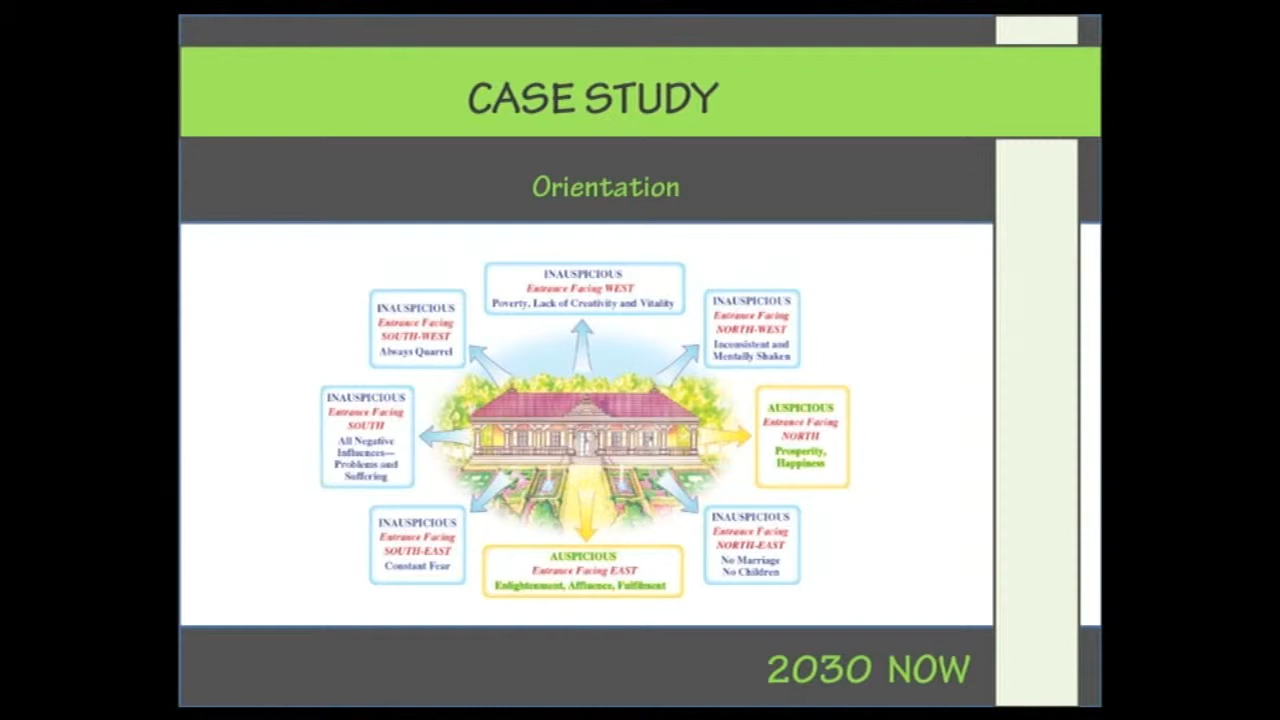 CASE STUDY
Orientation
INAUSPICIOUS
Entrance Facing WEST
Poverty, Lack of Creativity and Vitality
INAUSPICIOUS
Entrance Facing
SOUTH-WEST
Always Quarrel
INAUSPICIOUS
Entrance Facing
NORTH-WEST
Inconsistent and
Mentally Shaken
INAUSPICIOUS
Entrance Facing
SOUTH
All Negative
Influences—
Problems and
Suffering
AUSPICIOUS
Entrance Facing
NORTH
Prosperity,
Happiness
INAUSPICIOUS
Entrance Facing
SOUTH-EAST
Constant Fear
INAUSPICIOUS
Entrance Facing
NORTH-EAST
No Marriage
No Children
AUSPICIOUS
Entrance Facing EAST
Enlightenment, Affluence, Fulfilment
2030 NOW